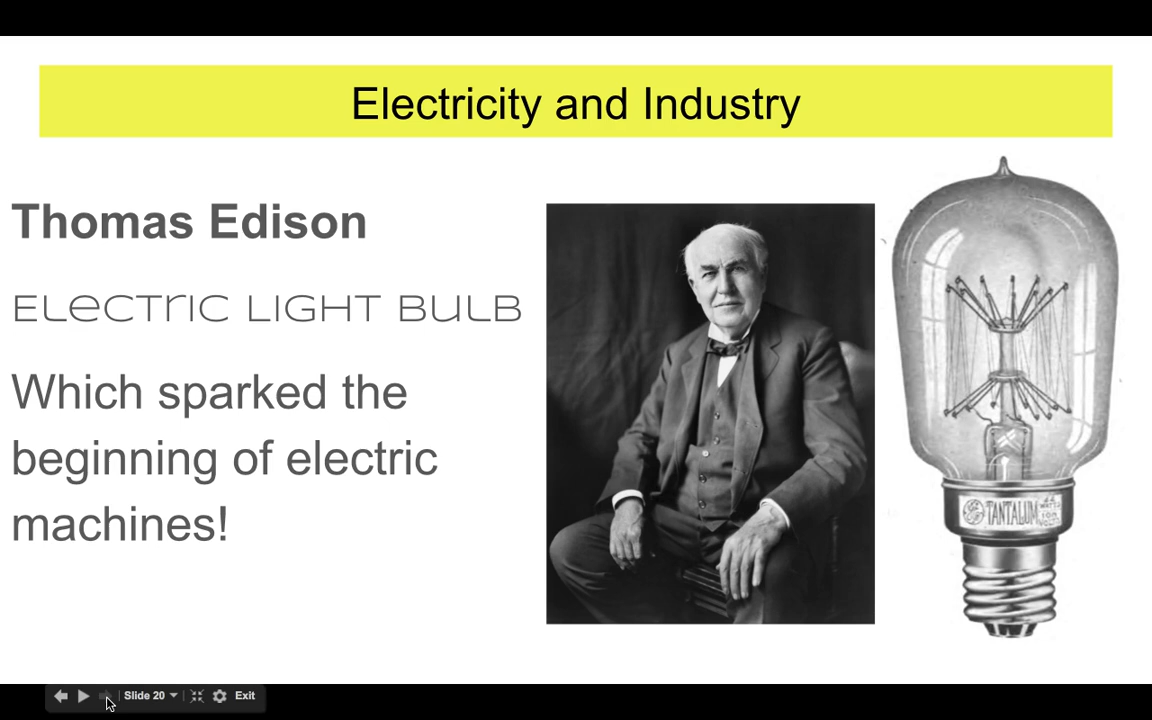 Electricity and Industry
Thomas Edison
Electric Light Bulb
Which sparked the
beginning of electric
machines!
TANTALUM
Slide 20
Exit